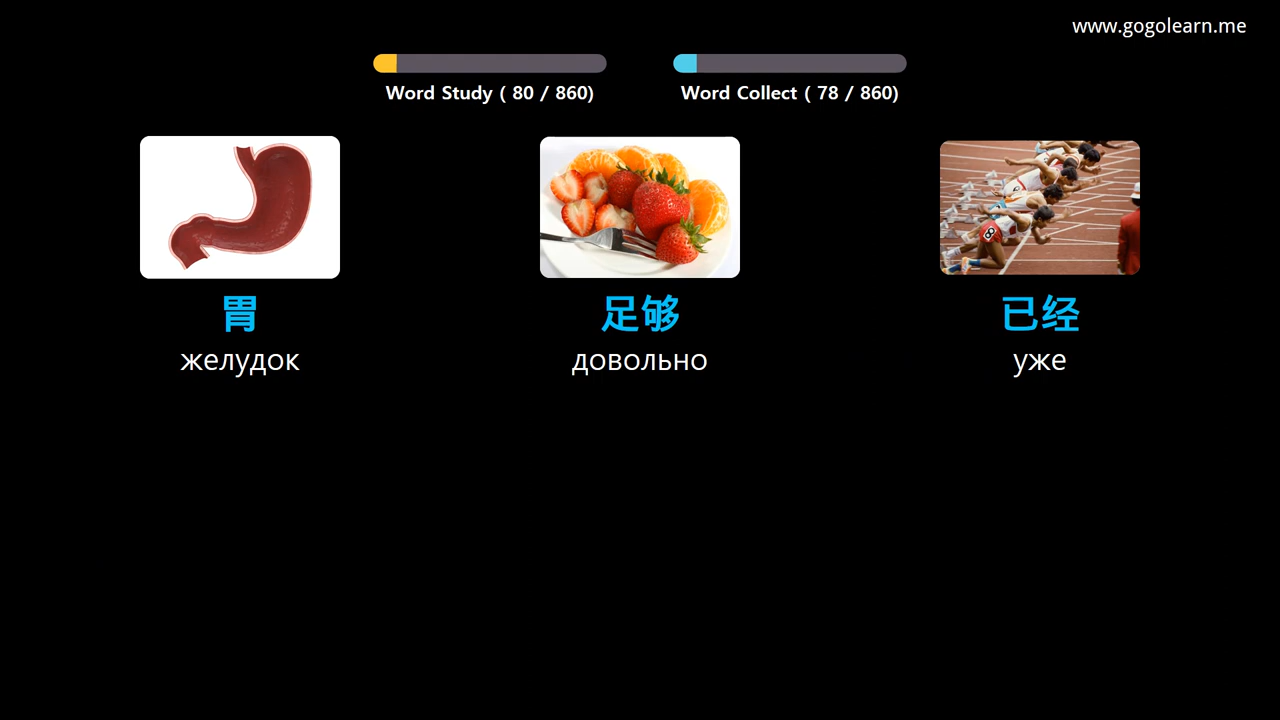 www.gogolearn.me
Word Study ( 80 / 860)
Word Collect ( 78 / 860)
胃
足够
已经
желудок
довольно
уже